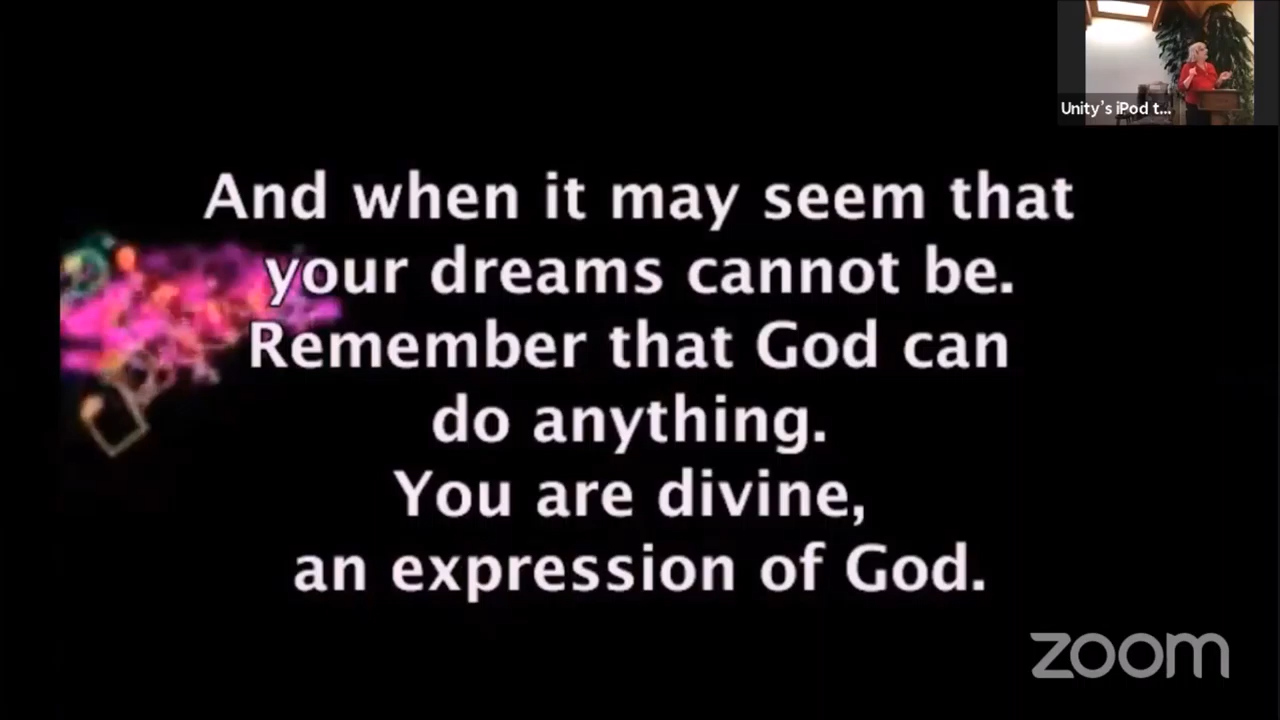 Unity's iPod t...
And when it may seem that
your dreams cannot be.
Remember that God can
do anything.
You are divine,
an expression of God.
zoom